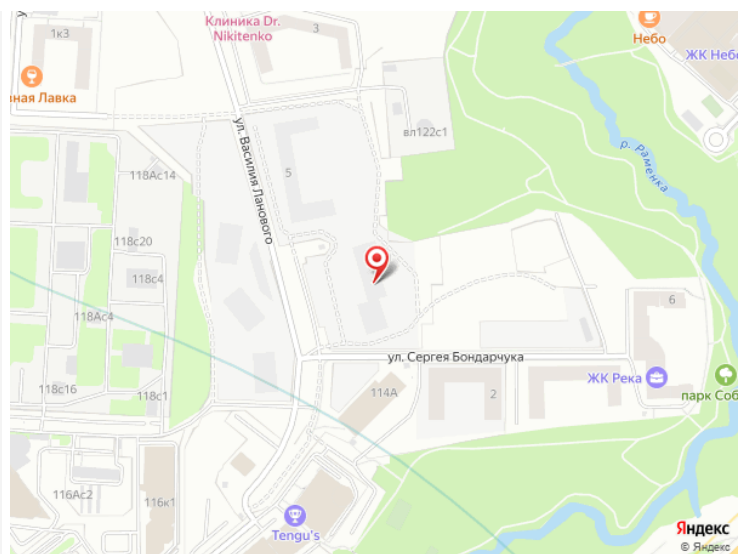 Клиника Dr.
Nikitenko
1к3
3
Небо
ЖК Небо
вная Лавка
вл122с1
р. Раменка
ул. Василия Ланового
118Ас14
5
118с20
118с4
118Ас4
6
ул. Сергея Бондарчука
ЖК Река
парк Соб
118с16
118с1
114А
2
116Ас2
116к1
Tengu's
Яндекс
© Яндекс